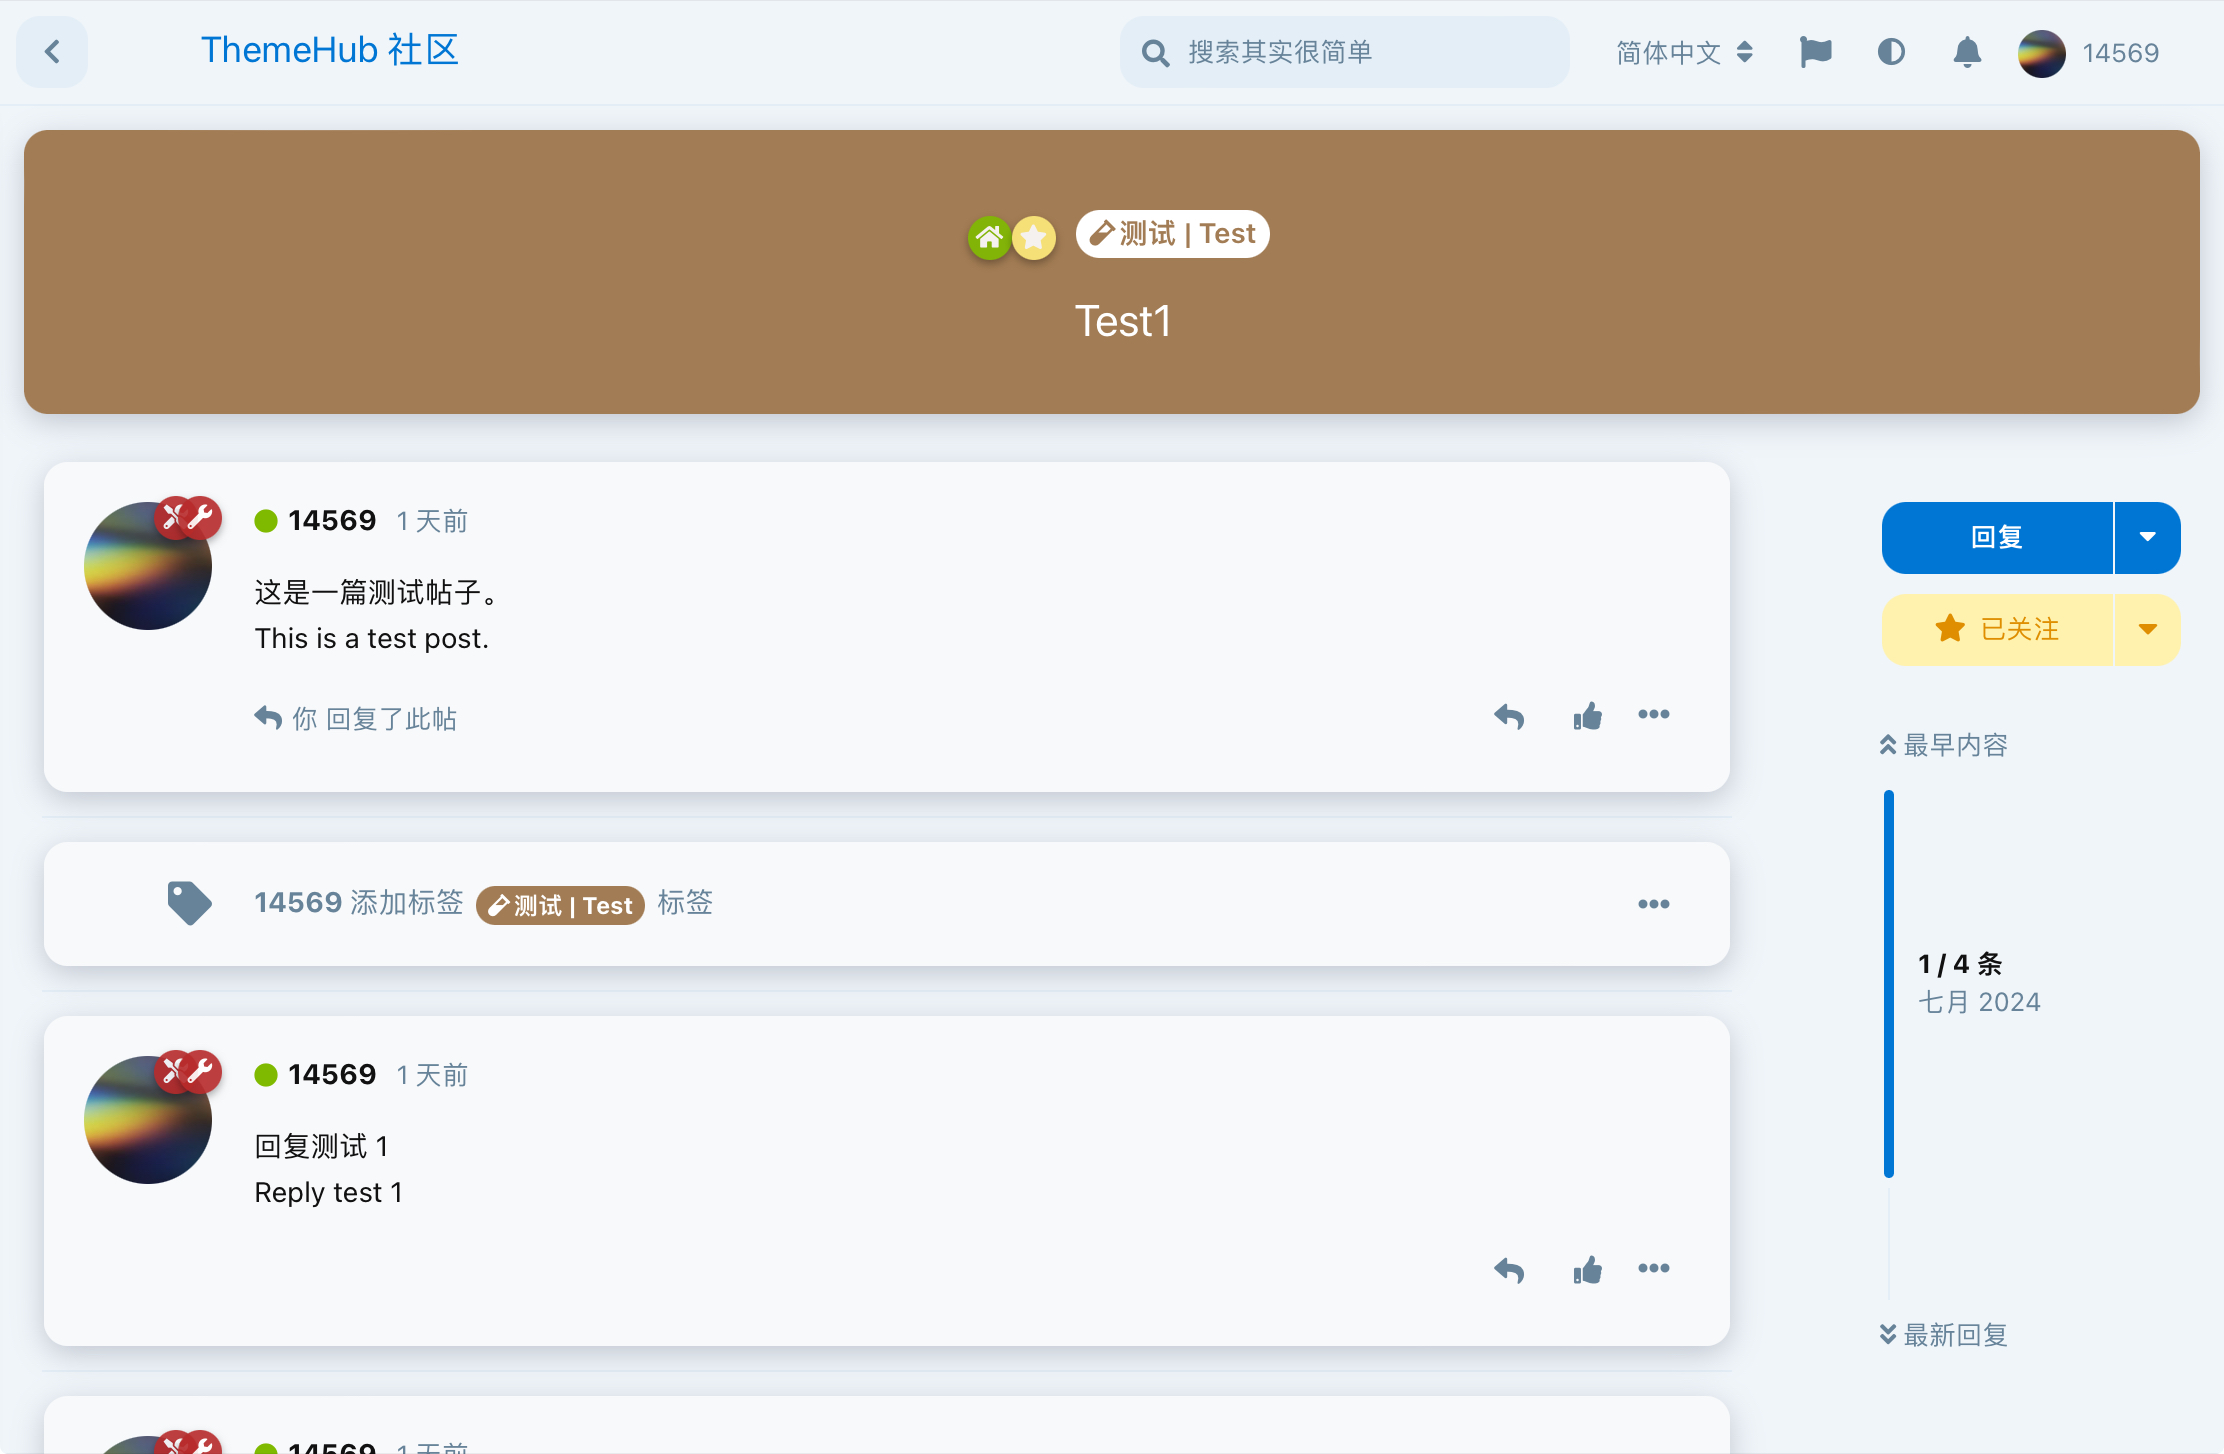 ThemeHub 社区
搜索其实很简单
简体中文
14569
测试 | Test
Test1
14569 1 天前
这是一篇测试帖子。
This is a test post.
你 回复了此帖
14569 添加标签 测试 | Test 标签
14569 1 天前
回复测试 1
Reply test 1
14569 1 天前
回复
已关注
最早内容
1 / 4 条
七月 2024
最新回复